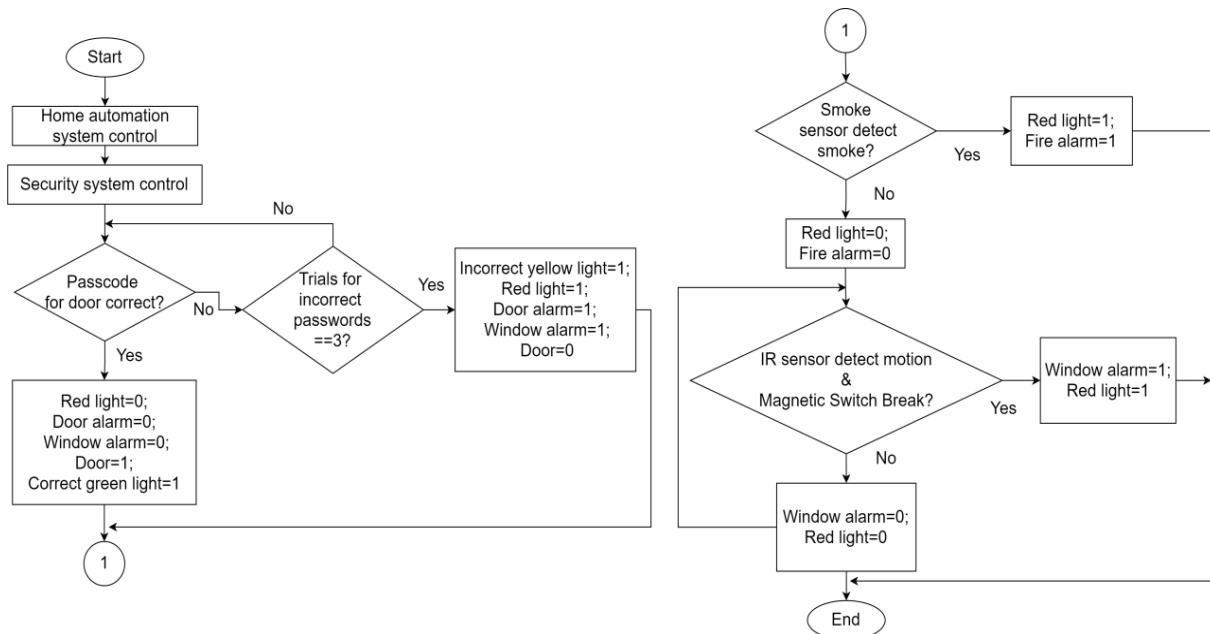 Start
Home automation
system control
Security system control
No
Passcode
for door correct?
No
Trials for
incorrect
passwords
==3?
Yes
Incorrect yellow light=1;
Red light=1;
Door alarm=1;
Window alarm=1;
Door=0
Yes
Red light=0;
Door alarm=0;
Window alarm=0;
Door=1;
Correct green light=1
1
1
Smoke
sensor detect
smoke?
Yes
Red light=1;
Fire alarm=1
No
Red light=0;
Fire alarm=0
IR sensor detect motion
&
Magnetic Switch Break?
Yes
Window alarm=1;
Red light=1
No
Window alarm=0;
Red light=0
End